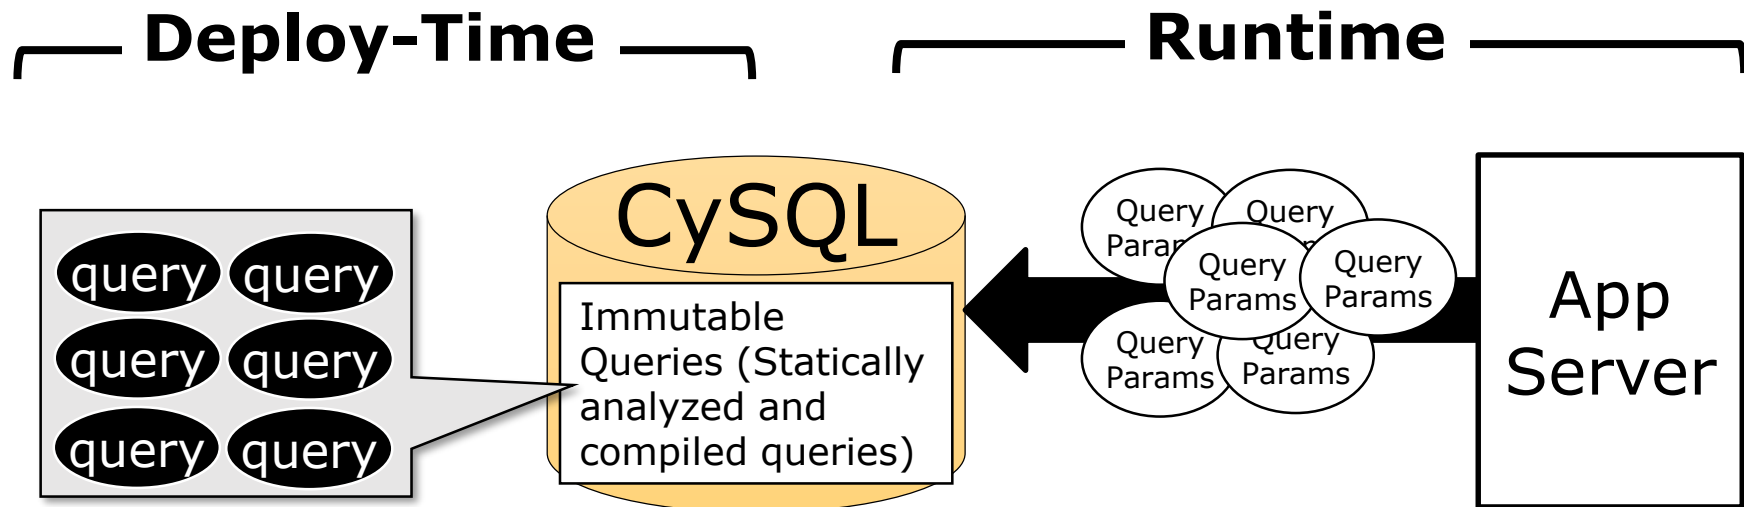 Deploy-Time
Runtime
query query
query query
query query
CySQL
Immutable
Queries (Statically
analyzed and
compiled queries)
Query
Query
Query
Params
Query
Params
Query
Params
Query
Params
App
Server